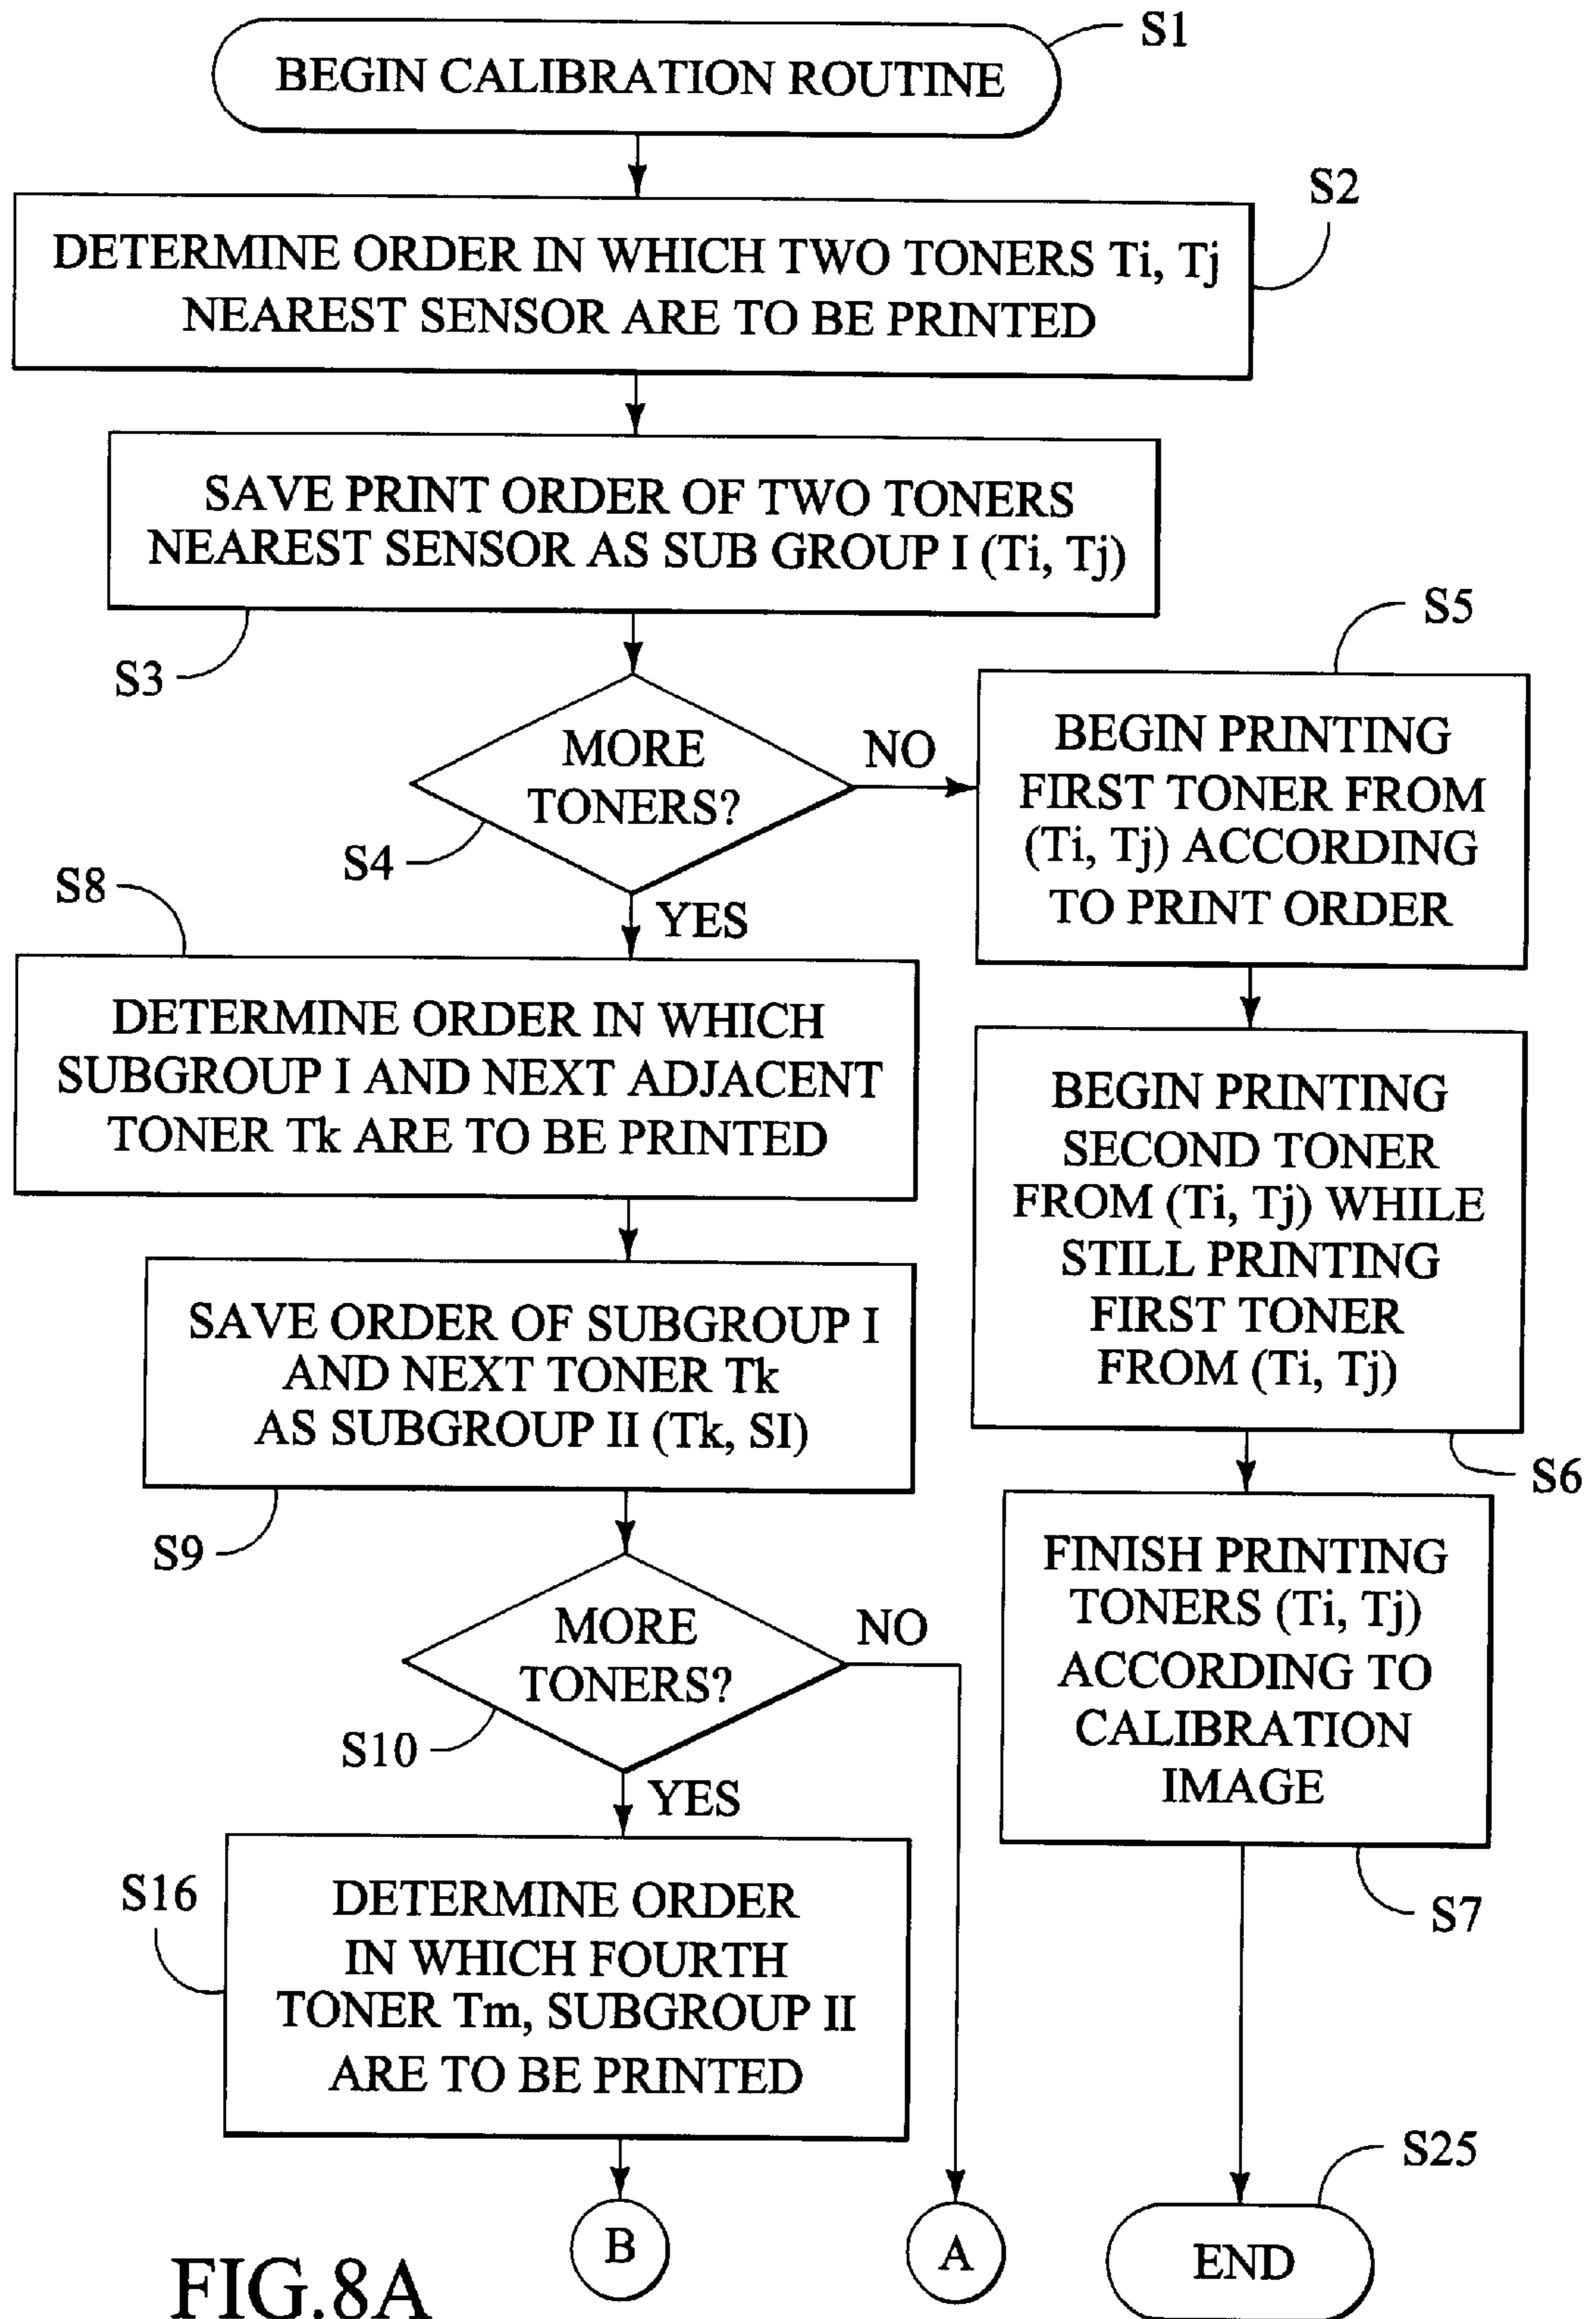 S1
BEGIN CALIBRATION ROUTINE
S2
DETERMINE ORDER IN WHICH TWO TONERS Ti, Tj
NEAREST SENSOR ARE TO BE PRINTED
SAVE PRINT ORDER OF TWO TONERS
NEAREST SENSOR AS SUB GROUP I (Ti, Tj)
S3
MORE
TONERS?
S4
NO
YES
S5
BEGIN PRINTING
FIRST TONER FROM
(Ti, Tj) ACCORDING
TO PRINT ORDER
BEGIN PRINTING
SECOND TONER
FROM (Ti, Tj) WHILE
STILL PRINTING
FIRST TONER
FROM (Ti, Tj)
S6
FINISH PRINTING
TONERS (Ti, Tj)
ACCORDING TO
CALIBRATION
IMAGE
S7
S25
END
S8
DETERMINE ORDER IN WHICH
SUBGROUP I AND NEXT ADJACENT
TONER Tk ARE TO BE PRINTED
SAVE ORDER OF SUBGROUP I
AND NEXT TONER Tk
AS SUBGROUP II (Tk, SI)
S9
MORE
TONERS?
S10
NO
YES
S16
DETERMINE ORDER
IN WHICH FOURTH
TONER Tm, SUBGROUP II
ARE TO BE PRINTED
B
A
FIG.8A